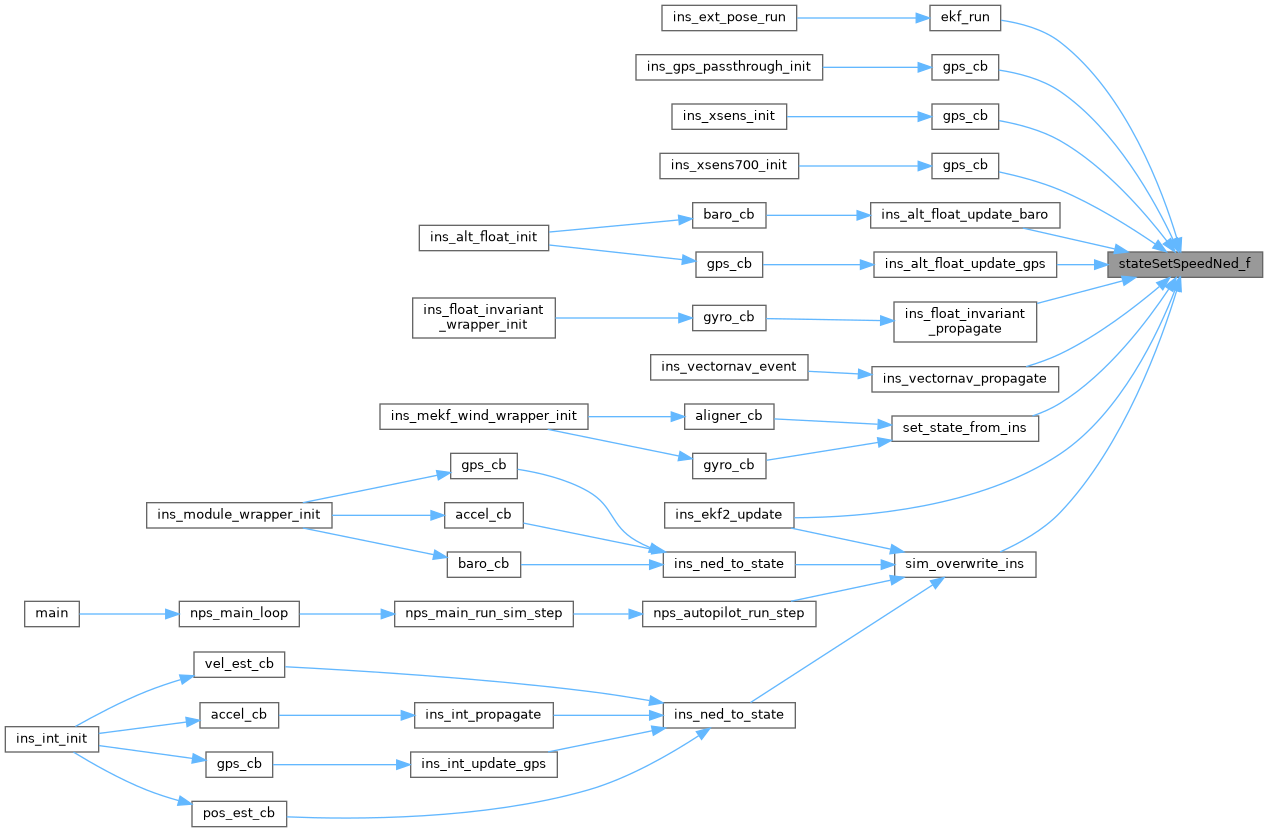 ins_ext_pose_run
ekf_run
ins_gps_passthrough_init
gps_cb
ins_xsens_init
gps_cb
ins_xsens700_init
gps_cb
baro_cb
ins_alt_float_update_baro
ins_alt_float_init
gps_cb
ins_alt_float_update_gps
stateSetSpeedNed_f
ins_float_invariant
_wrapper_init
gyro_cb
ins_float_invariant
_propagate
ins_vectornav_event
ins_vectornav_propagate
ins_mekf_wind_wrapper_init
aligner_cb
set_state_from_ins
gyro_cb
gps_cb
ins_module_wrapper_init
accel_cb
ins_ekf2_update
baro_cb
ins_ned_to_state
sim_overwrite_ins
main
nps_main_loop
nps_main_run_sim_step
nps_autopilot_run_step
vel_est_cb
accel_cb
ins_int_propagate
ins_ned_to_state
ins_int_init
gps_cb
ins_int_update_gps
pos_est_cb